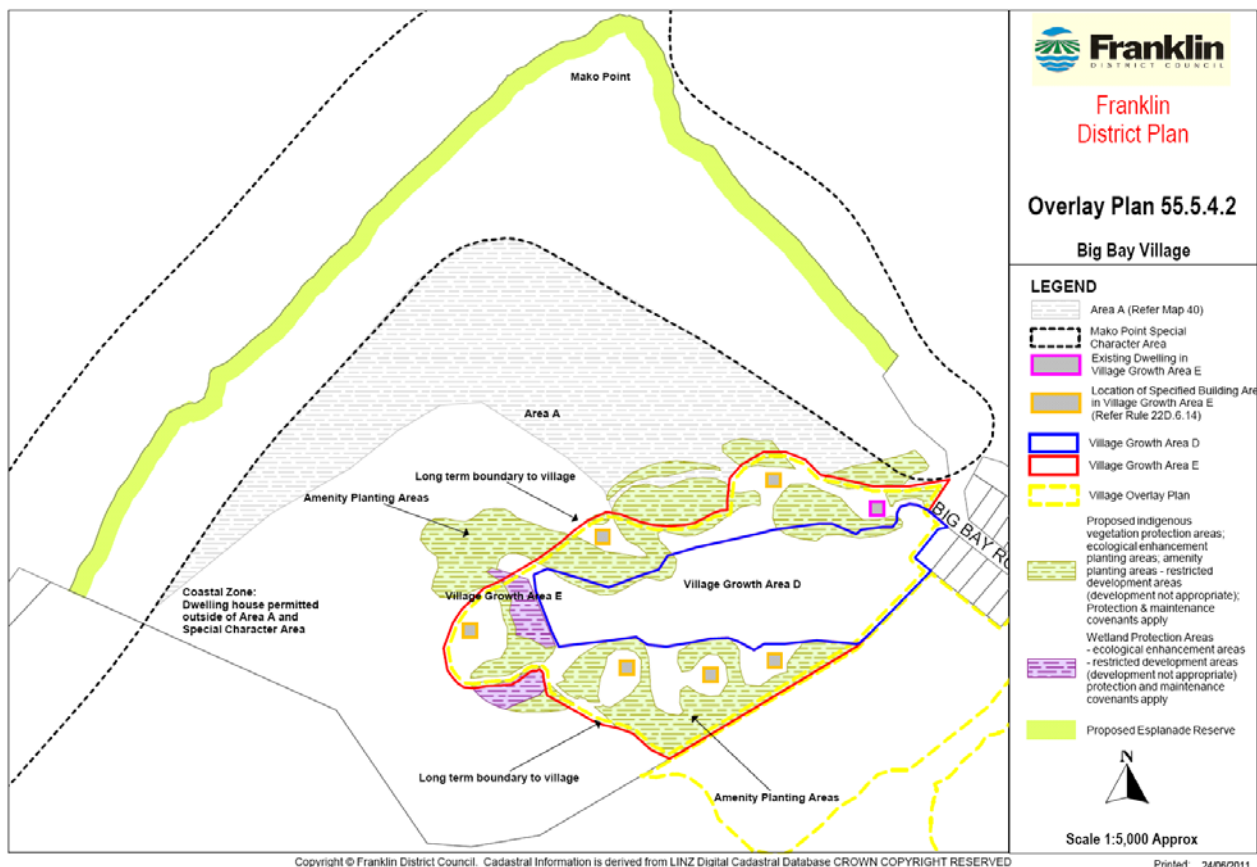 Mako Point
Area A
Long term boundary to village
Amenity Planting Areas
BIG BAY RO
Village Growth Area D
Village Growth Area E
Coastal Zone:
Dwelling house permitted
outside of Area A and
Special Character Area
Long term boundary to village
Amenity Planting Areas
Franklin
DISTRICT COUNCIL
Franklin
District Plan
Overlay Plan 55.5.4.2
Big Bay Village
LEGEND
Area A (Refer Map 40)
Mako Point Special
Character Area
Existing Dwelling in
Village Growth Area E
Location of Specified Building Are
in Village Growth Area E
(Refer Rule 22D.6.14)
Village Growth Area D
Village Growth Area E
Village Overlay Plan
Proposed indigenous
vegetation protection areas;
ecological enhancement
planting areas; amenity
planting areas - restricted
development areas
(development not appropriate);
Protection & maintenance
covenants apply
Wetland Protection Areas
- ecological enhancement areas
- restricted development areas
(development not appropriate)
protection and maintenance
covenants apply
Proposed Esplanade Reserve
N
Scale 1:5,000 Approx
Copyright © Franklin District Council. Cadastral Information is derived from LINZ Digital Cadastral Database CROWN COPYRIGHT RESERVED
Printed: 24/06/2011